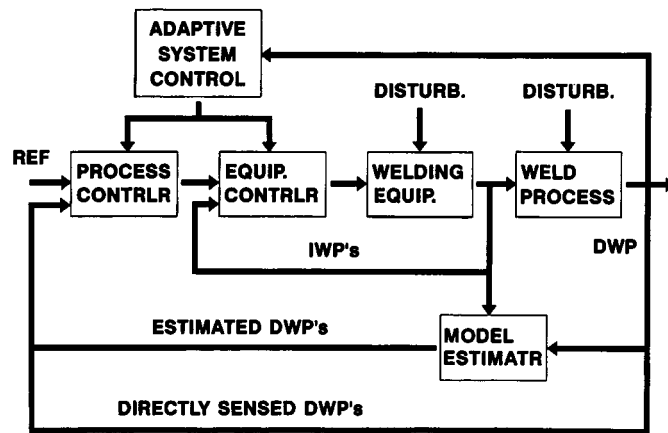 ADAPTIVE
SYSTEM
CONTROL
DISTURB.
DISTURB.
REF
PROCESS
CONTRLR
EQUIP.
CONTRLR
WELDING
EQUIP.
WELD
PROCESS
IWP's
DWP
ESTIMATED DWP's
MODEL
ESTIMATR
DIRECTLY SENSED DWP's